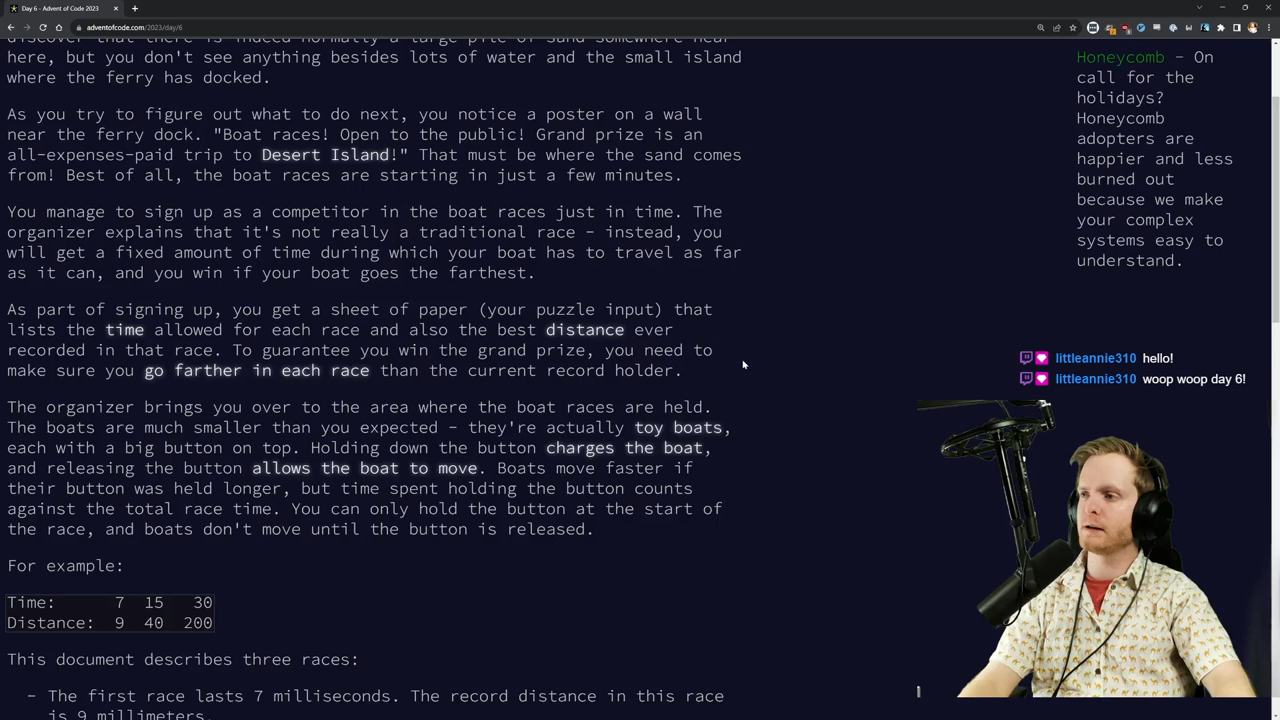 Day 6 - Advent of Code 2023
adventofcode.com/2023/day/6
discover that there is indeed normally a large pile of sand somewhere near
here, but you don't see anything besides lots of water and the small island
where the ferry has docked.
As you try to figure out what to do next, you notice a poster on a wall
near the ferry dock. "Boat races! Open to the public! Grand prize is an
all-expenses-paid trip to Desert Island!" That must be where the sand comes
from! Best of all, the boat races are starting in just a few minutes.
You manage to sign up as a competitor in the boat races just in time. The
organizer explains that it's not really a traditional race - instead, you
will get a fixed amount of time during which your boat has to travel as far
as it can, and you win if your boat goes the farthest.
As part of signing up, you get a sheet of paper (your puzzle input) that
lists the time allowed for each race and also the best distance ever
recorded in that race. To guarantee you win the grand prize, you need to
make sure you go farther in each race than the current record holder.
The organizer brings you over to the area where the boat races are held.
The boats are much smaller than you expected - they're actually toy boats,
each with a big button on top. Holding down the button charges the boat,
and releasing the button allows the boat to move. Boats move faster if
their button was held longer, but time spent holding the button counts
against the total race time. You can only hold the button at the start of
the race, and boats don't move until the button is released.
For example:
Time: 7 15 30
Distance: 9 40 200
This document describes three races:
- The first race lasts 7 milliseconds. The record distance in this race
is 9 millimeters.
Honeycomb - On
call for the
holidays?
Honeycomb
adopters are
happier and less
burned out
because we make
your complex
systems easy to
understand.
littleannie310 hello!
littleannie310 woop woop day 6!